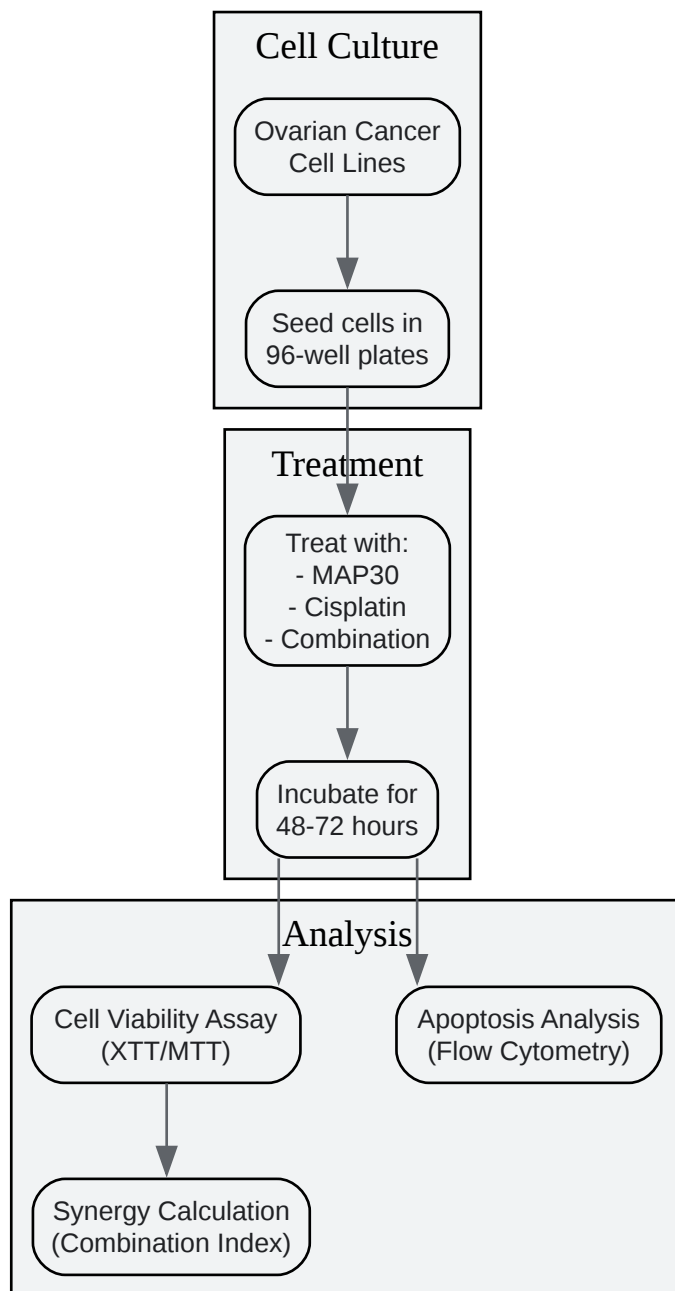 Cell Culture
Ovarian Cancer
Cell Lines
Seed cells in
96-well plates
Treatment
Treat with:
- MAP30
- Cisplatin
- Combination
Incubate for
48-72 hours
Analysis
Cell Viability Assay
(XTT/MTT)
Apoptosis Analysis
(Flow Cytometry)
Synergy Calculation
(Combination Index)